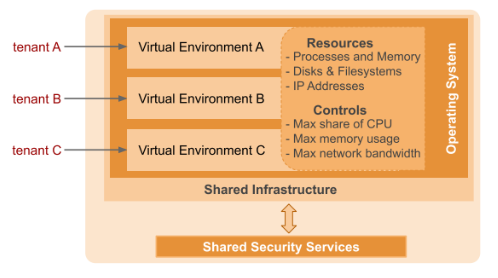 tenant A
Virtual Environment A
tenant B
Virtual Environment B
tenant C
Virtual Environment C
Resources
- Processes and Memory
- Disks & Filesystems
- IP Addresses
Controls
- Max share of CPU
- Max memory usage
- Max network bandwidth
Operating System
Shared Infrastructure
Shared Security Services